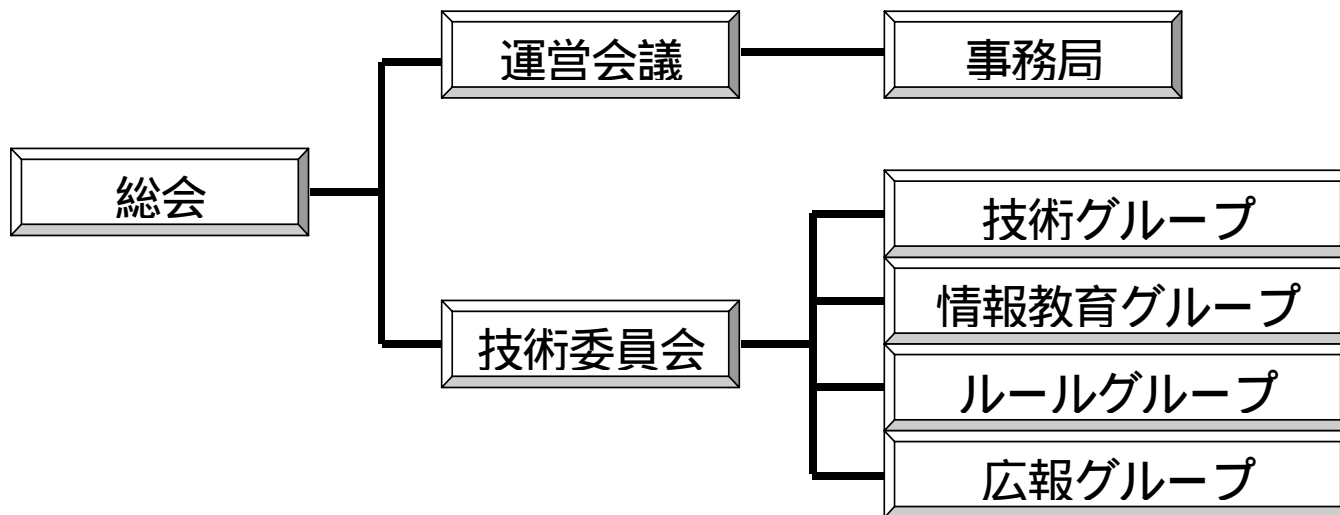 総会
運営会議
事務局
技術委員会
技術グループ
情報教育グループ
ルールグループ
広報グループ